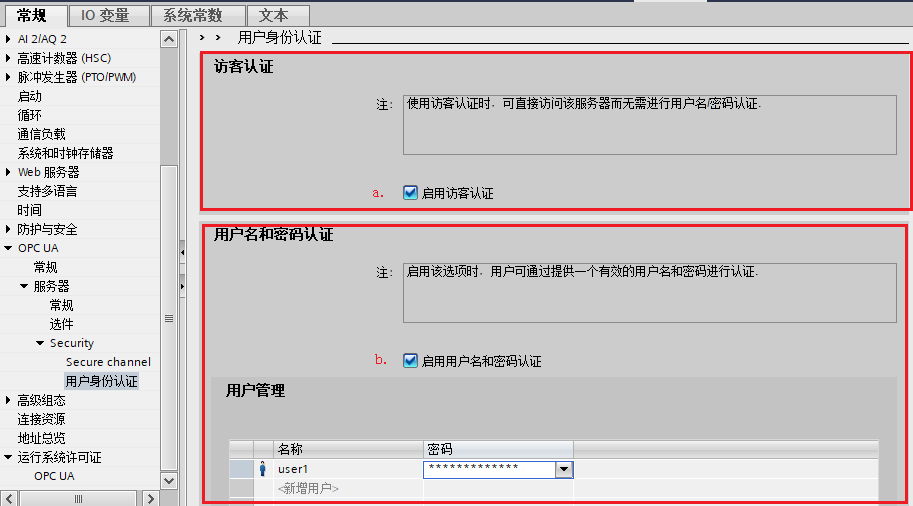 常规 IO 变量 系统常数 文本
AI 2/AQ 2
高速计数器 (HSC)
脉冲发生器 (PTO/PWM)
启动
循环
通信负载
系统和时钟存储器
Web 服务器
支持多语言
时间
防护与安全
OPC UA
常规
服务器
常规
选件
Security
Secure channel
用户身份认证
高级组态
连接资源
地址总览
运行系统许可证
OPC UA
> > 用户身份认证
访客认证
注: 使用访客认证时，可直接访问该服务器而无需进行用户名/密码认证.
a. 启用访客认证
用户名和密码认证
注: 启用该选项时，用户可通过提供一个有效的用户名和密码进行认证.
b. 启用用户名和密码认证
用户管理
名称 密码
user1 *************
<新增用户>